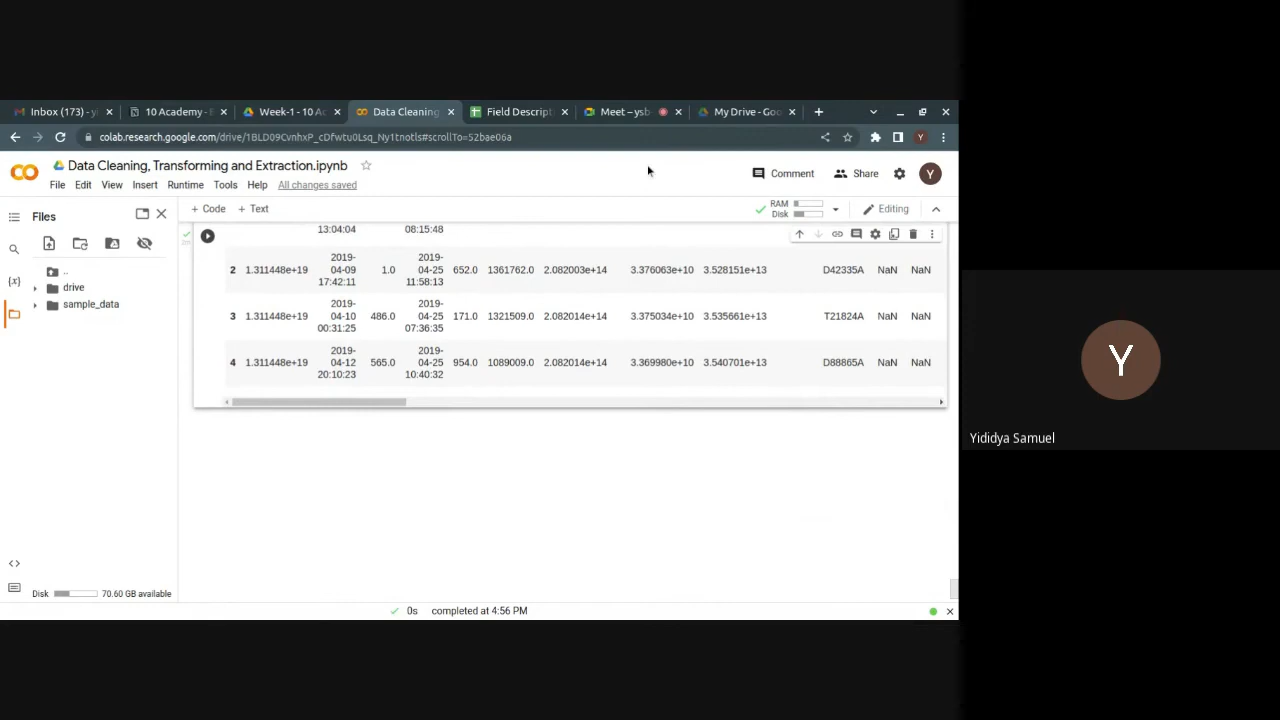 Inbox (173) - y
10 Academy - 
Week-1 - 10 Ac
Data Cleaning,
Field Descript
Meet – ysb
My Drive - Goo
colab.research.google.com/drive/1BLD09CvnhxP_cDfwtu0Lsq_Ny1tnotls#scrollTo=52bae06a
Data Cleaning, Transforming and Extraction.ipynb
Comment
Share
Y
File Edit View Insert Runtime Tools Help All changes saved
Files
+ Code + Text
RAM
Disk
Editing
13:04:04 08:15:48
..
drive
sample_data
{x}
2 1.311448e+19 2019-04-09 17:42:11 1.0 2019-04-25 11:58:13 652.0 1361762.0 2.082003e+14 3.376063e+10 3.528151e+13 D42335A NaN NaN
3 1.311448e+19 2019-04-10 00:31:25 486.0 2019-04-25 07:36:35 171.0 1321509.0 2.082014e+14 3.375034e+10 3.535661e+13 T21824A NaN NaN
4 1.311448e+19 2019-04-12 20:10:23 565.0 2019-04-25 10:40:32 954.0 1089009.0 2.082014e+14 3.369980e+10 3.540701e+13 D88865A NaN NaN
Disk 70.60 GB available
0s completed at 4:56 PM
Y
Yididya Samuel